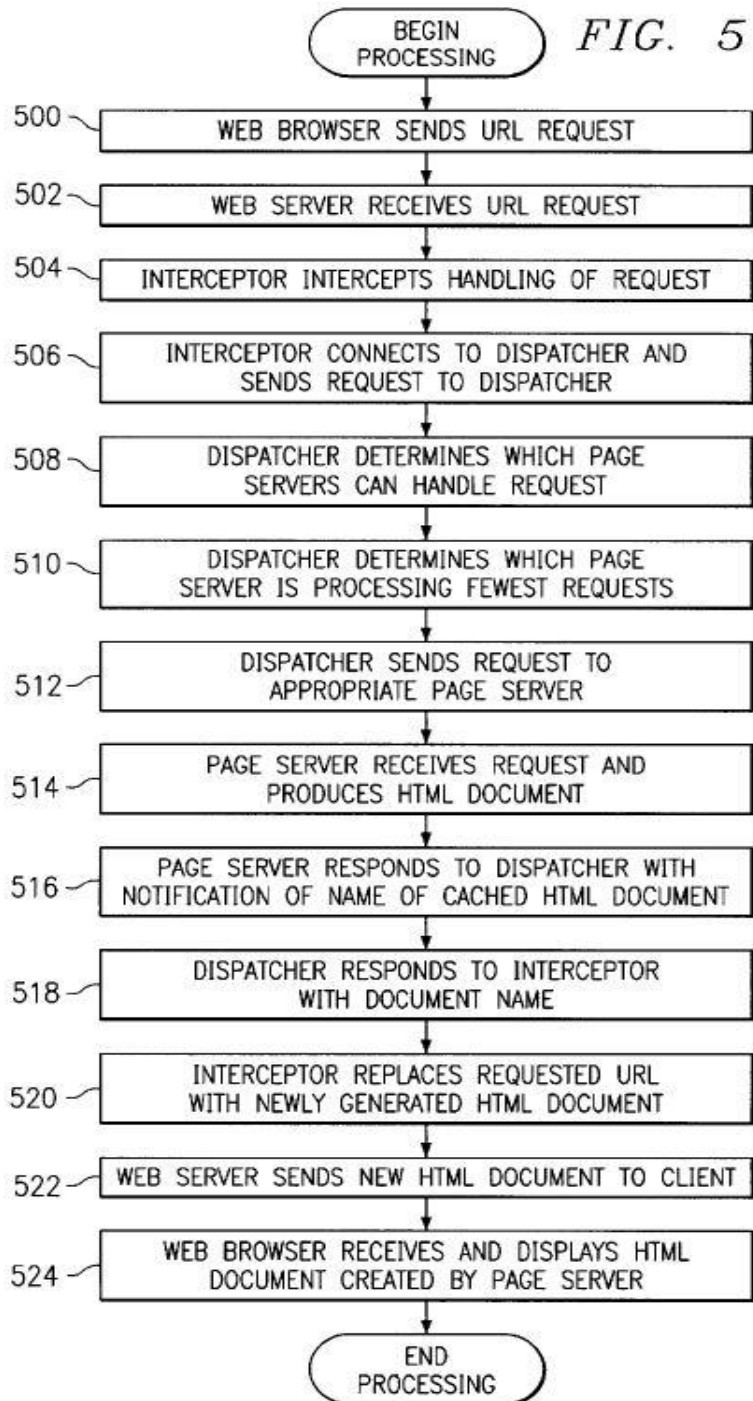 BEGIN
PROCESSING
FIG. 5
500
WEB BROWSER SENDS URL REQUEST
502
WEB SERVER RECEIVES URL REQUEST
504
INTERCEPTOR INTERCEPTS HANDLING OF REQUEST
506
INTERCEPTOR CONNECTS TO DISPATCHER AND
SENDS REQUEST TO DISPATCHER
508
DISPATCHER DETERMINES WHICH PAGE
SERVERS CAN HANDLE REQUEST
510
DISPATCHER DETERMINES WHICH PAGE
SERVER IS PROCESSING FEWEST REQUESTS
512
DISPATCHER SENDS REQUEST TO
APPROPRIATE PAGE SERVER
514
PAGE SERVER RECEIVES REQUEST AND
PRODUCES HTML DOCUMENT
516
PAGE SERVER RESPONDS TO DISPATCHER WITH
NOTIFICATION OF NAME OF CACHED HTML DOCUMENT
518
DISPATCHER RESPONDS TO INTERCEPTOR
WITH DOCUMENT NAME
520
INTERCEPTOR REPLACES REQUESTED URL
WITH NEWLY GENERATED HTML DOCUMENT
522
WEB SERVER SENDS NEW HTML DOCUMENT TO CLIENT
524
WEB BROWSER RECEIVES AND DISPLAYS HTML
DOCUMENT CREATED BY PAGE SERVER
END
PROCESSING